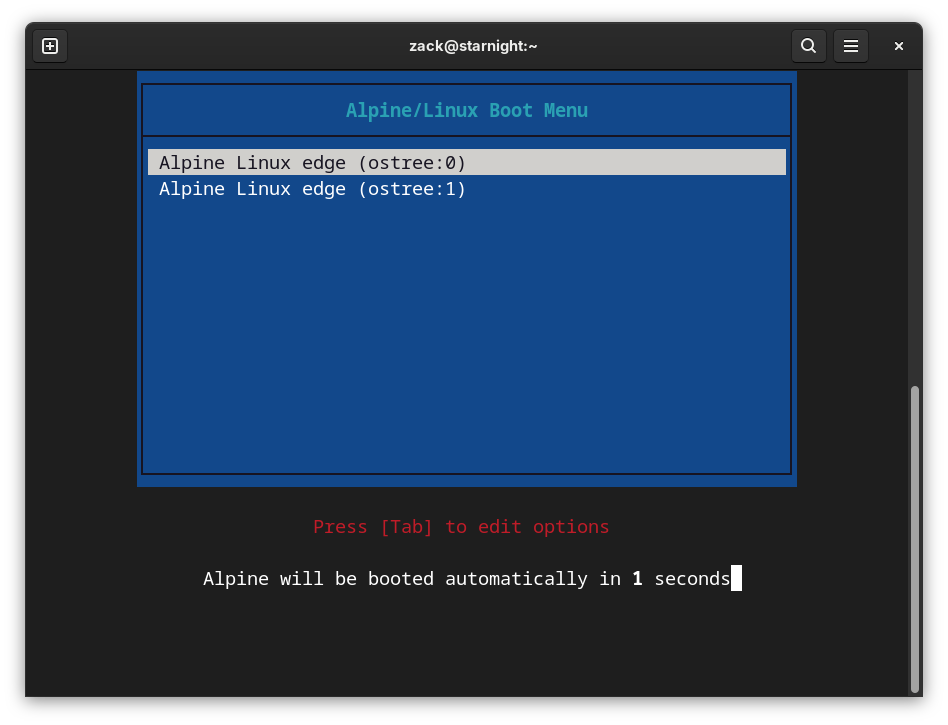 zack@starnight:~
Alpine/Linux Boot Menu
Alpine Linux edge (ostree:0)
Alpine Linux edge (ostree:1)
Press [Tab] to edit options
Alpine will be booted automatically in 1 seconds